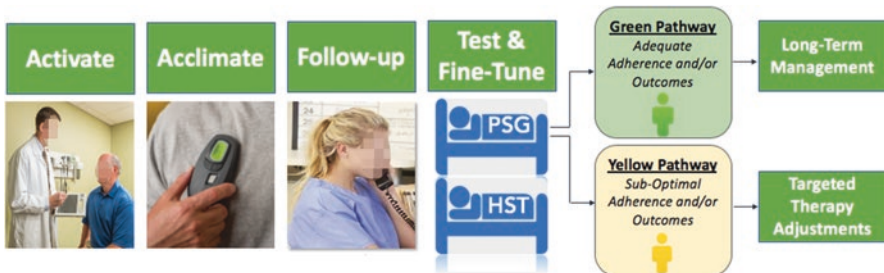 Activate
Acclimate
Follow-up
Test &
Fine-Tune
PSG
HST
Green Pathway
Adequate
Adherence and/or
Outcomes
Long-Term
Management
Yellow Pathway
Sub-Optimal
Adherence and/or
Outcomes
Targeted
Therapy
Adjustments